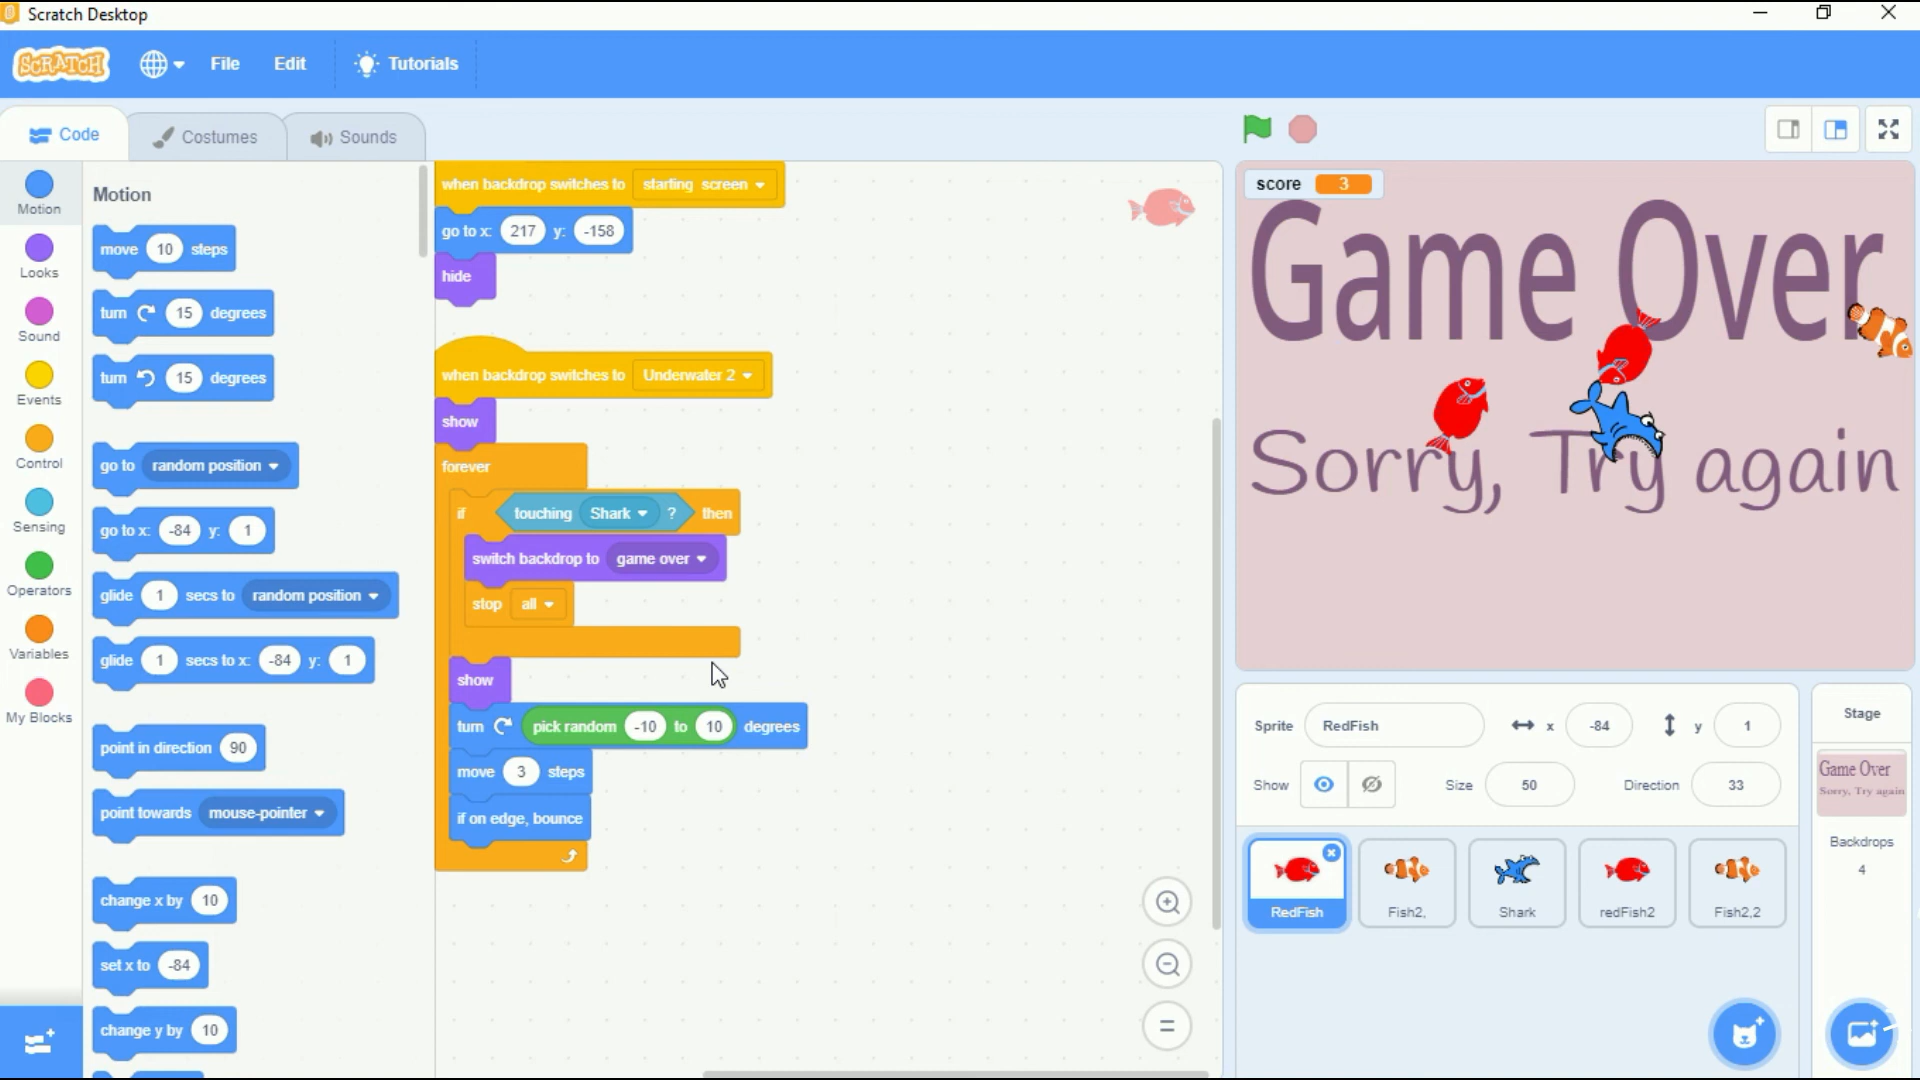 Scratch Desktop
SCRATCH
File
Edit
Tutorials
Code
Costumes
Sounds
Motion
Looks
Sound
Events
Control
Sensing
Operators
Variables
My Blocks
Motion
move 10 steps
turn 15 degrees
turn 15 degrees
go to random position
go to x: -84 y: 1
glide 1 secs to random position
glide 1 secs to x: -84 y: 1
point in direction 90
point towards mouse-pointer
change x by 10
set x to -84
change y by 10
when backdrop switches to starting screen
go to x: 217 y: -158
hide
when backdrop switches to Underwater 2
show
forever
if touching Shark ? then
switch backdrop to game over
stop all
show
turn pick random -10 to 10 degrees
move 3 steps
if on edge, bounce
score 3
Game Over
Sorry, Try again
Sprite RedFish x -84 y 1
Show Size 50 Direction 33
RedFish
Fish2,
Shark
redFish2
Fish2,2
Stage
Game Over
Sorry, Try again
Backdrops
4